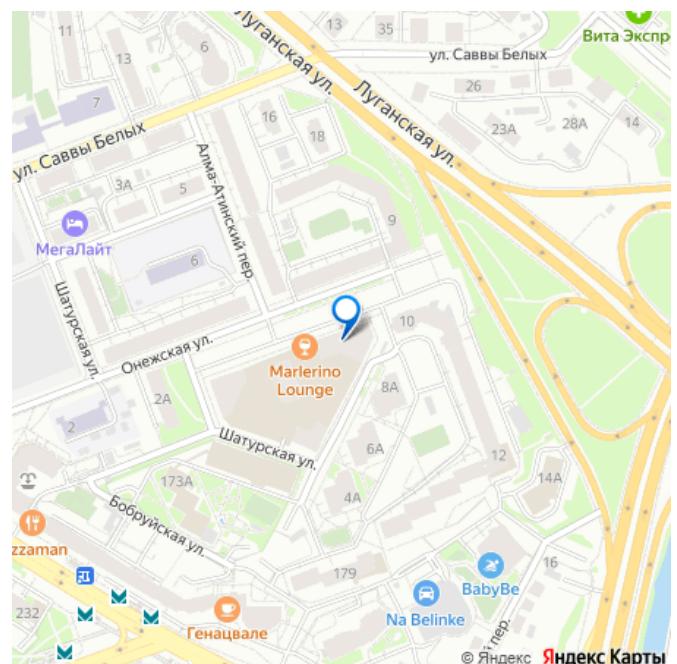 11
13
6
Луганская ул.
13
35
ул. Саввы Белых
Вита Экспр
26
Луганская ул.
23А
28А
14
7
16
18
ул. Саввы Белых
3А
5
Алма-Атинский пер.
9
МегаЛайт
6
Шатурская ул.
Онежская ул.
10
Marlerino
Lounge
8А
2А
2
Шатурская ул.
6А
12
14А
173А
4А
Бобруйская ул.
zzaman
179
BabyBe
16
232
Генацвале
Na Belinke
й пер.
© Яндекс Яндекс Карты